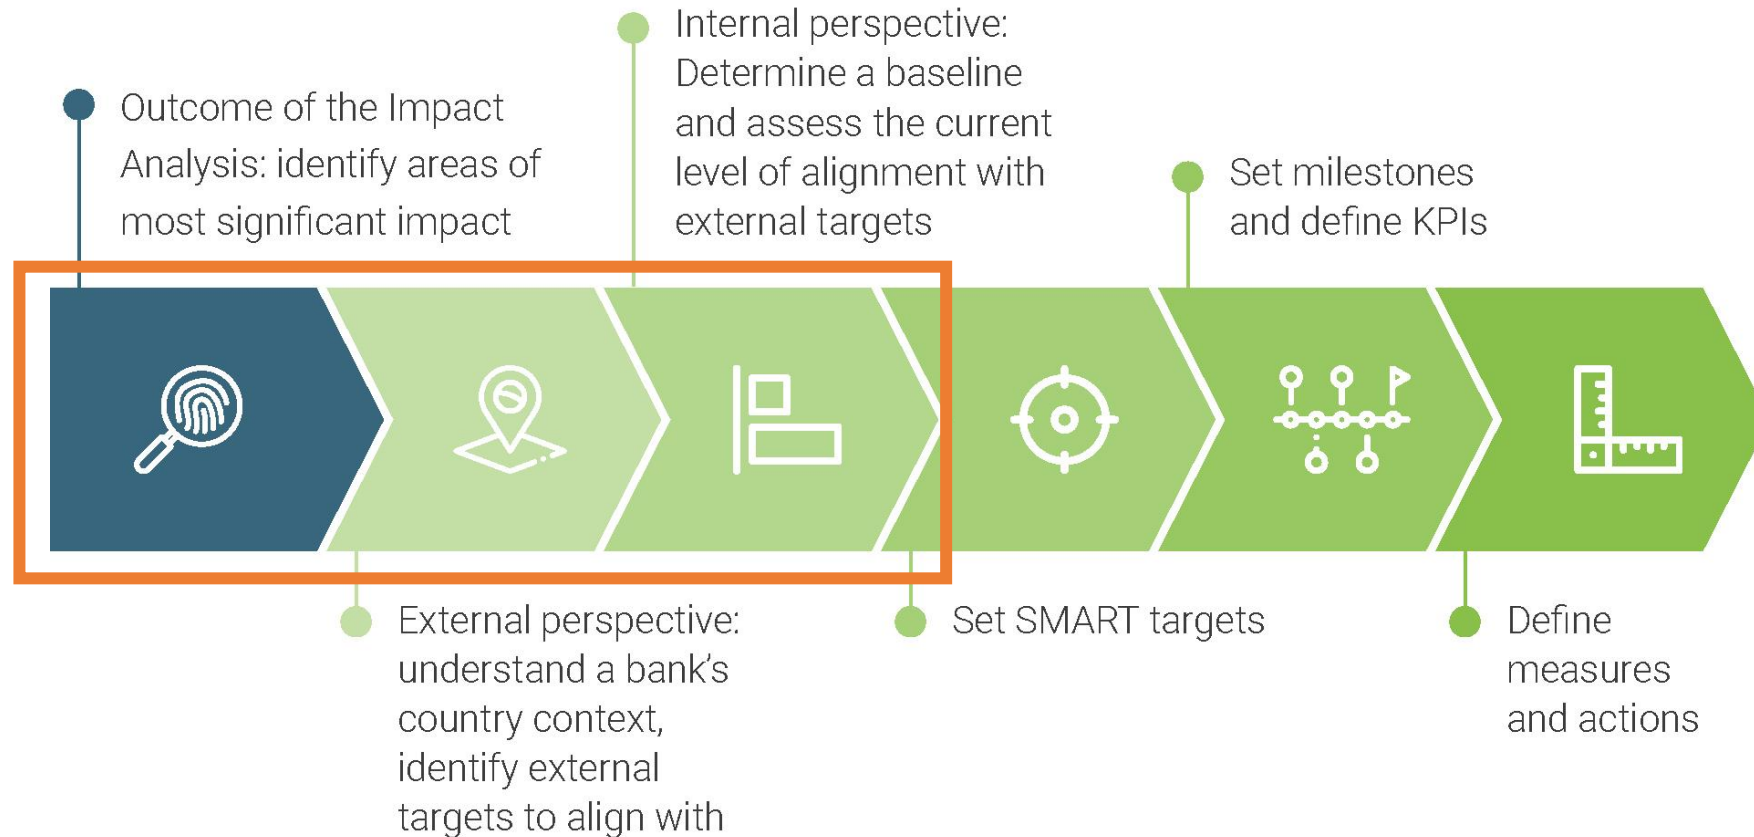 Outcome of the Impact
Analysis: identify areas of
most significant impact
External perspective:
understand a bank's
country context,
identify external
targets to align with
Internal perspective:
Determine a baseline
and assess the current
level of alignment with
external targets
Set SMART targets
Set milestones
and define KPIs
Define
measures
and actions